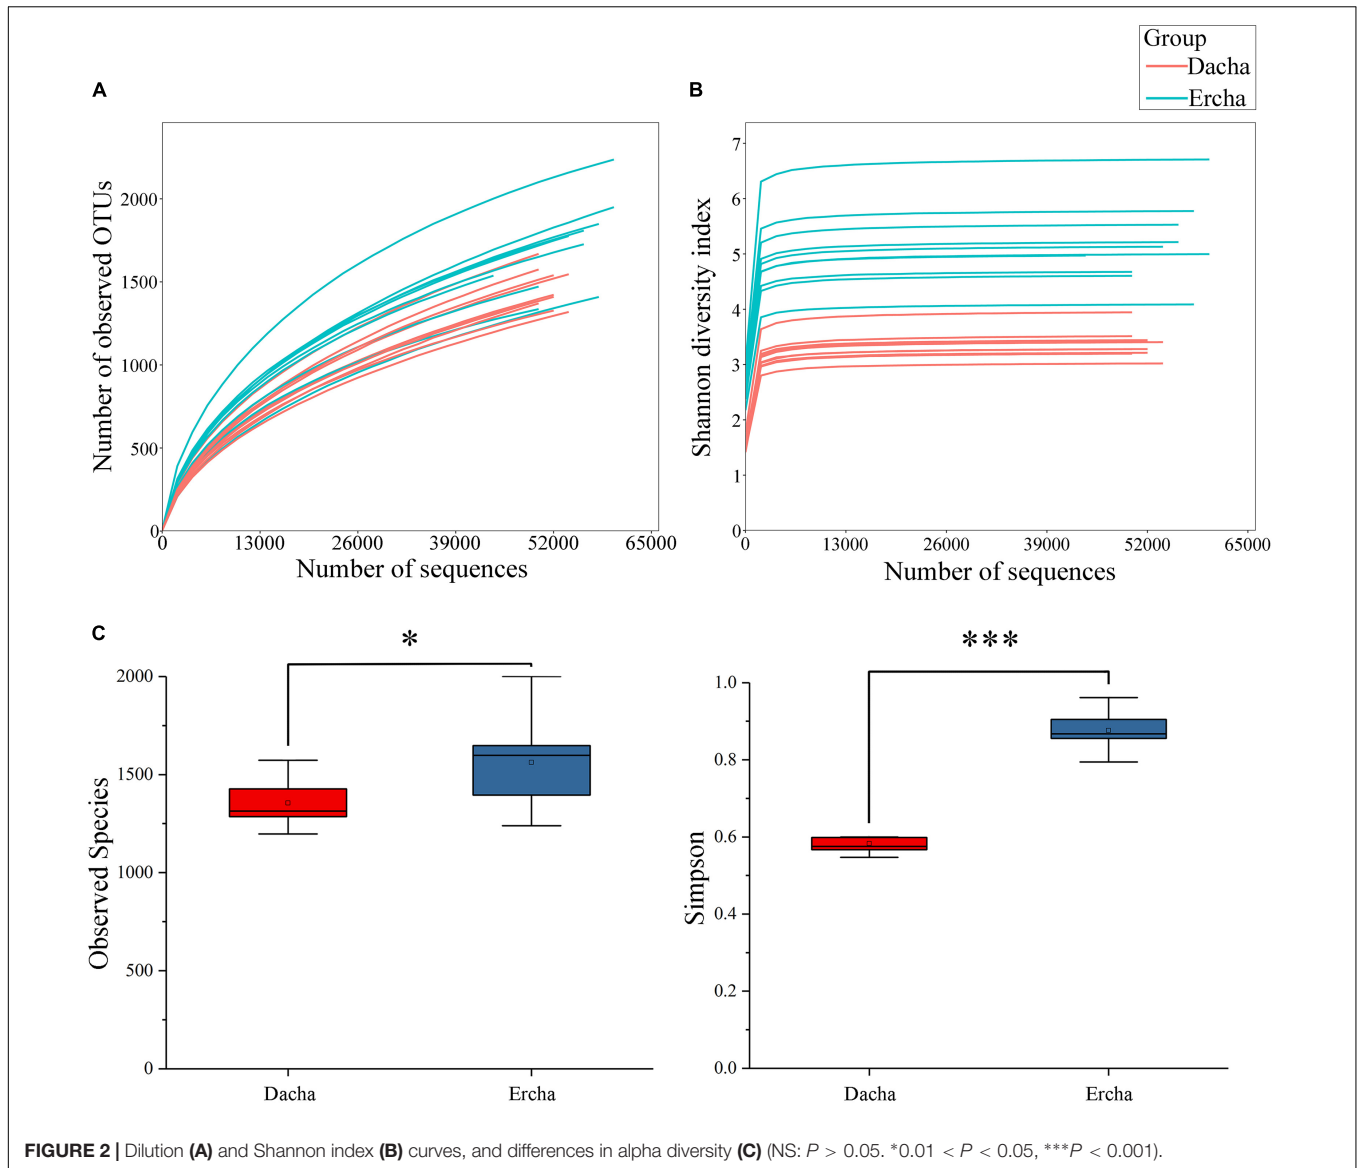 Group
Dacha
Ercha
A
B
Number of observed OTUs
2000
1500
1000
500
0
0 13000 26000 39000 52000 65000
Number of sequences
Shannon diversity index
7
6
5
4
3
2
1
0
0 13000 26000 39000 52000 65000
Number of sequences
C
*
Observed Species
2000
1500
1000
500
0
Dacha Ercha
***
Simpson
1.0
0.8
0.6
0.4
0.2
0.0
Dacha Ercha
FIGURE 2 | Dilution (A) and Shannon index (B) curves, and differences in alpha diversity (C) (NS: P > 0.05. *0.01 < P < 0.05, ***P < 0.001).